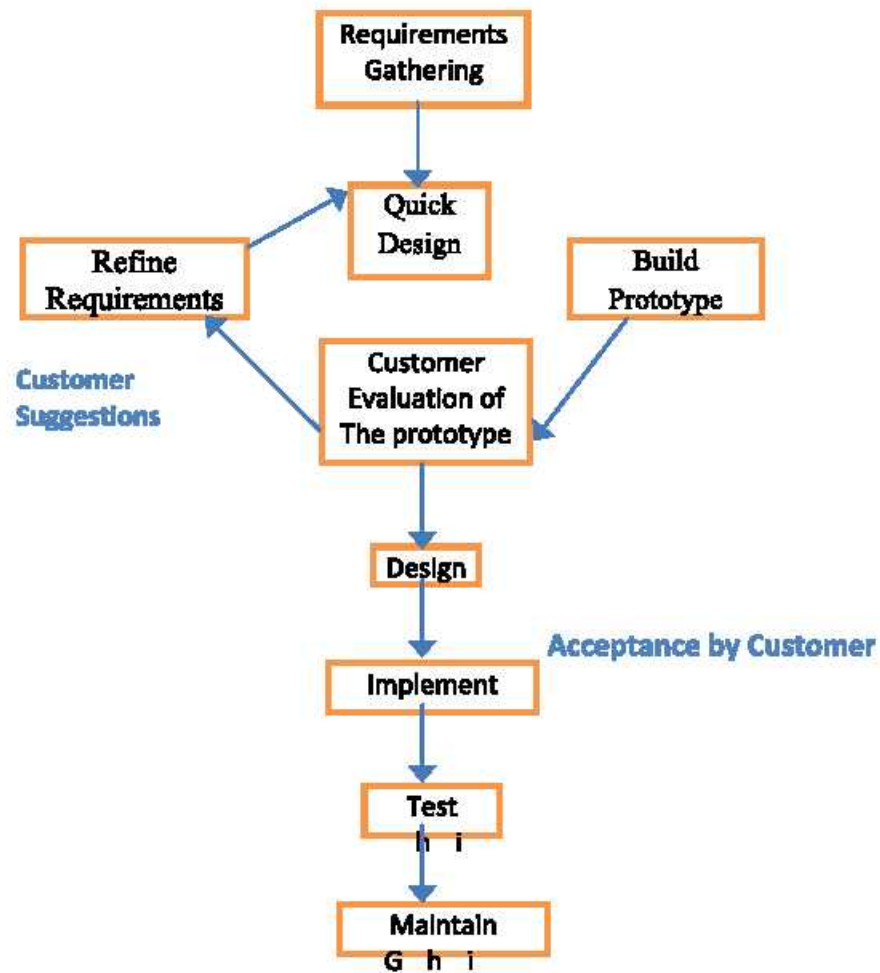 Requirements
Gathering
Quick
Design
Refine
Requirements
Build
Prototype
Customer
Evaluation of
The prototype
Customer
Suggestions
Design
Acceptance by Customer
Implement
Test
h i
Maintain
G h i